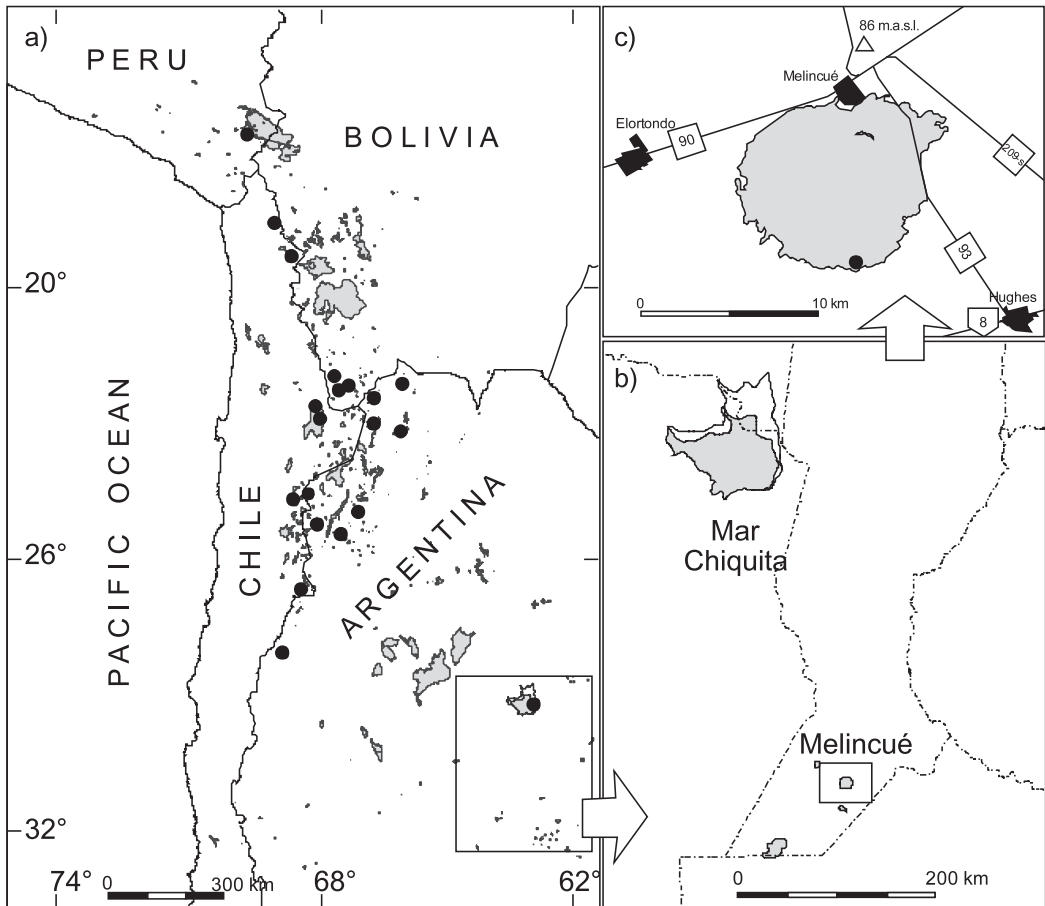 a)
PERU
BOLIVIA
20°
PACIFIC OCEAN
CHILE
ARGENTINA
26°
32°
74°
68°
62°
0 300 km
c)
86 m.a.s.l.
Melincué
Elortondo
90
209-s
93
0 10 km
Hughes
8
b)
Mar
Chiquita
Melincué
0 200 km